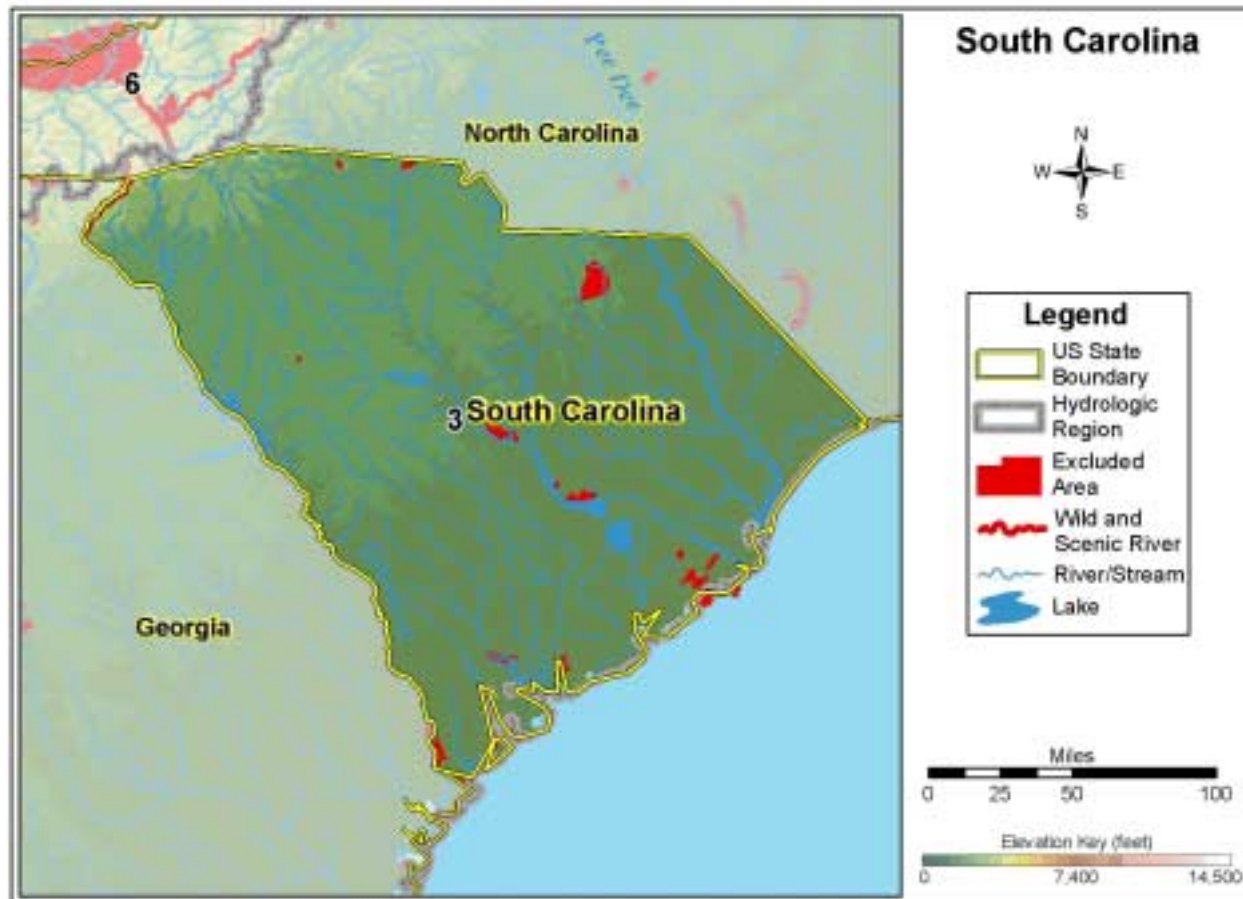 South Carolina
6
Pee Dee
North Carolina
N
W E
S
3 South Carolina
Georgia
Legend
US State
Boundary
Hydrologic
Region
Excluded
Area
Wild and
Scenic River
River/Stream
Lake
Miles
0 25 50 100
Elevation Key (feet)
0 7,400 14,500